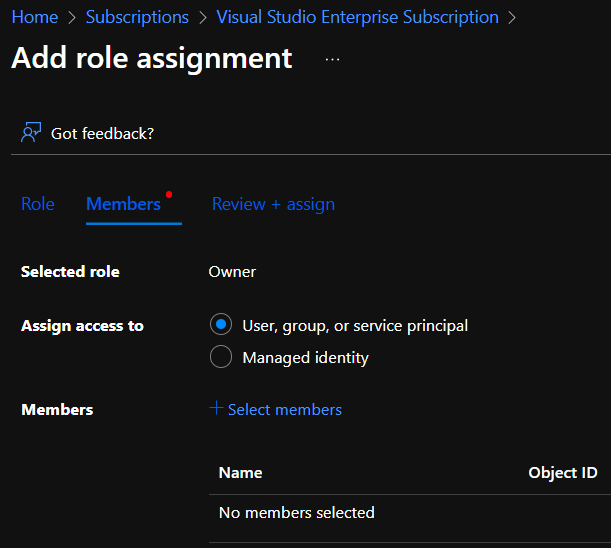 Home > Subscriptions > Visual Studio Enterprise Subscription >
Add role assignment ...
Got feedback?
Role Members Review + assign
Selected role Owner
Assign access to User, group, or service principal
Managed identity
Members + Select members
Name Object ID
No members selected